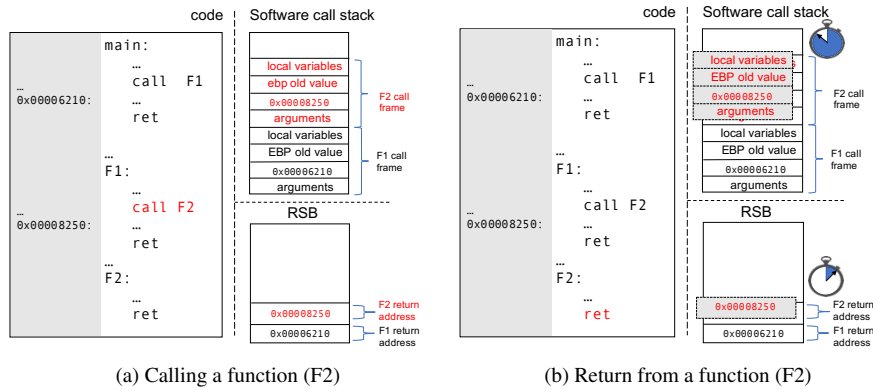 code
Software call stack
main:
…
call F1
…
0x00006210:
…
ret
…
F1:
…
call F2
…
0x00008250:
…
ret
…
F2:
…
ret
local variables
ebp old value
0x00008250
arguments
F2 call
frame
local variables
EBP old value
0x00006210
arguments
F1 call
frame
RSB
0x00008250
F2 return
address
0x00006210
F1 return
address
(a) Calling a function (F2)
code
Software call stack
main:
…
call F1
…
0x00006210:
…
ret
…
F1:
…
call F2
…
0x00008250:
…
ret
…
F2:
…
ret
local variables
EBP old value
0x00008250
arguments
F2 call
frame
local variables
EBP old value
0x00006210
arguments
F1 call
frame
RSB
0x00008250
F2 return
address
0x00006210
F1 return
address
(b) Return from a function (F2)